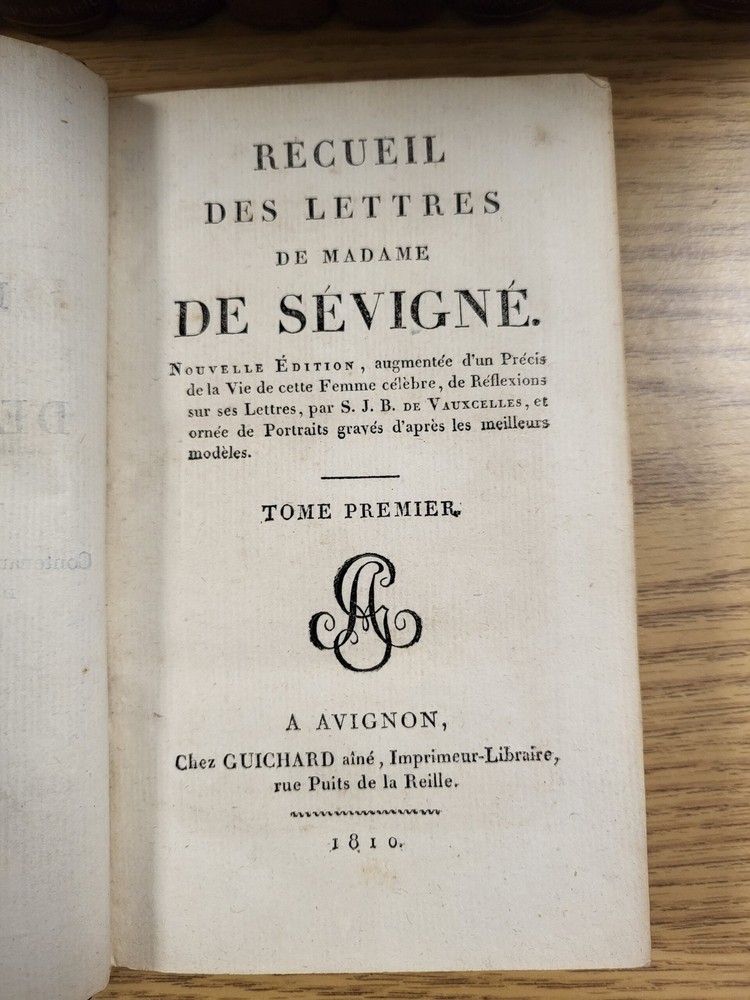 RECUEIL
DES LETTRES
DE MADAME
DE SÉVIGNÉ.
NOUVELLE ÉDITION, augmentée d'un Précis
de la Vie de cette Femme célèbre, de Réflexions
sur ses Lettres, par S. J. B. DE VAUXCELLES, et
ornée de Portraits gravés d'après les meilleurs
modèles.
TOME PREMIER.
A AVIGNON,
Chez GUICHARD aîné, Imprimeur-Libraire,
rue Puits de la Reille.
1810.